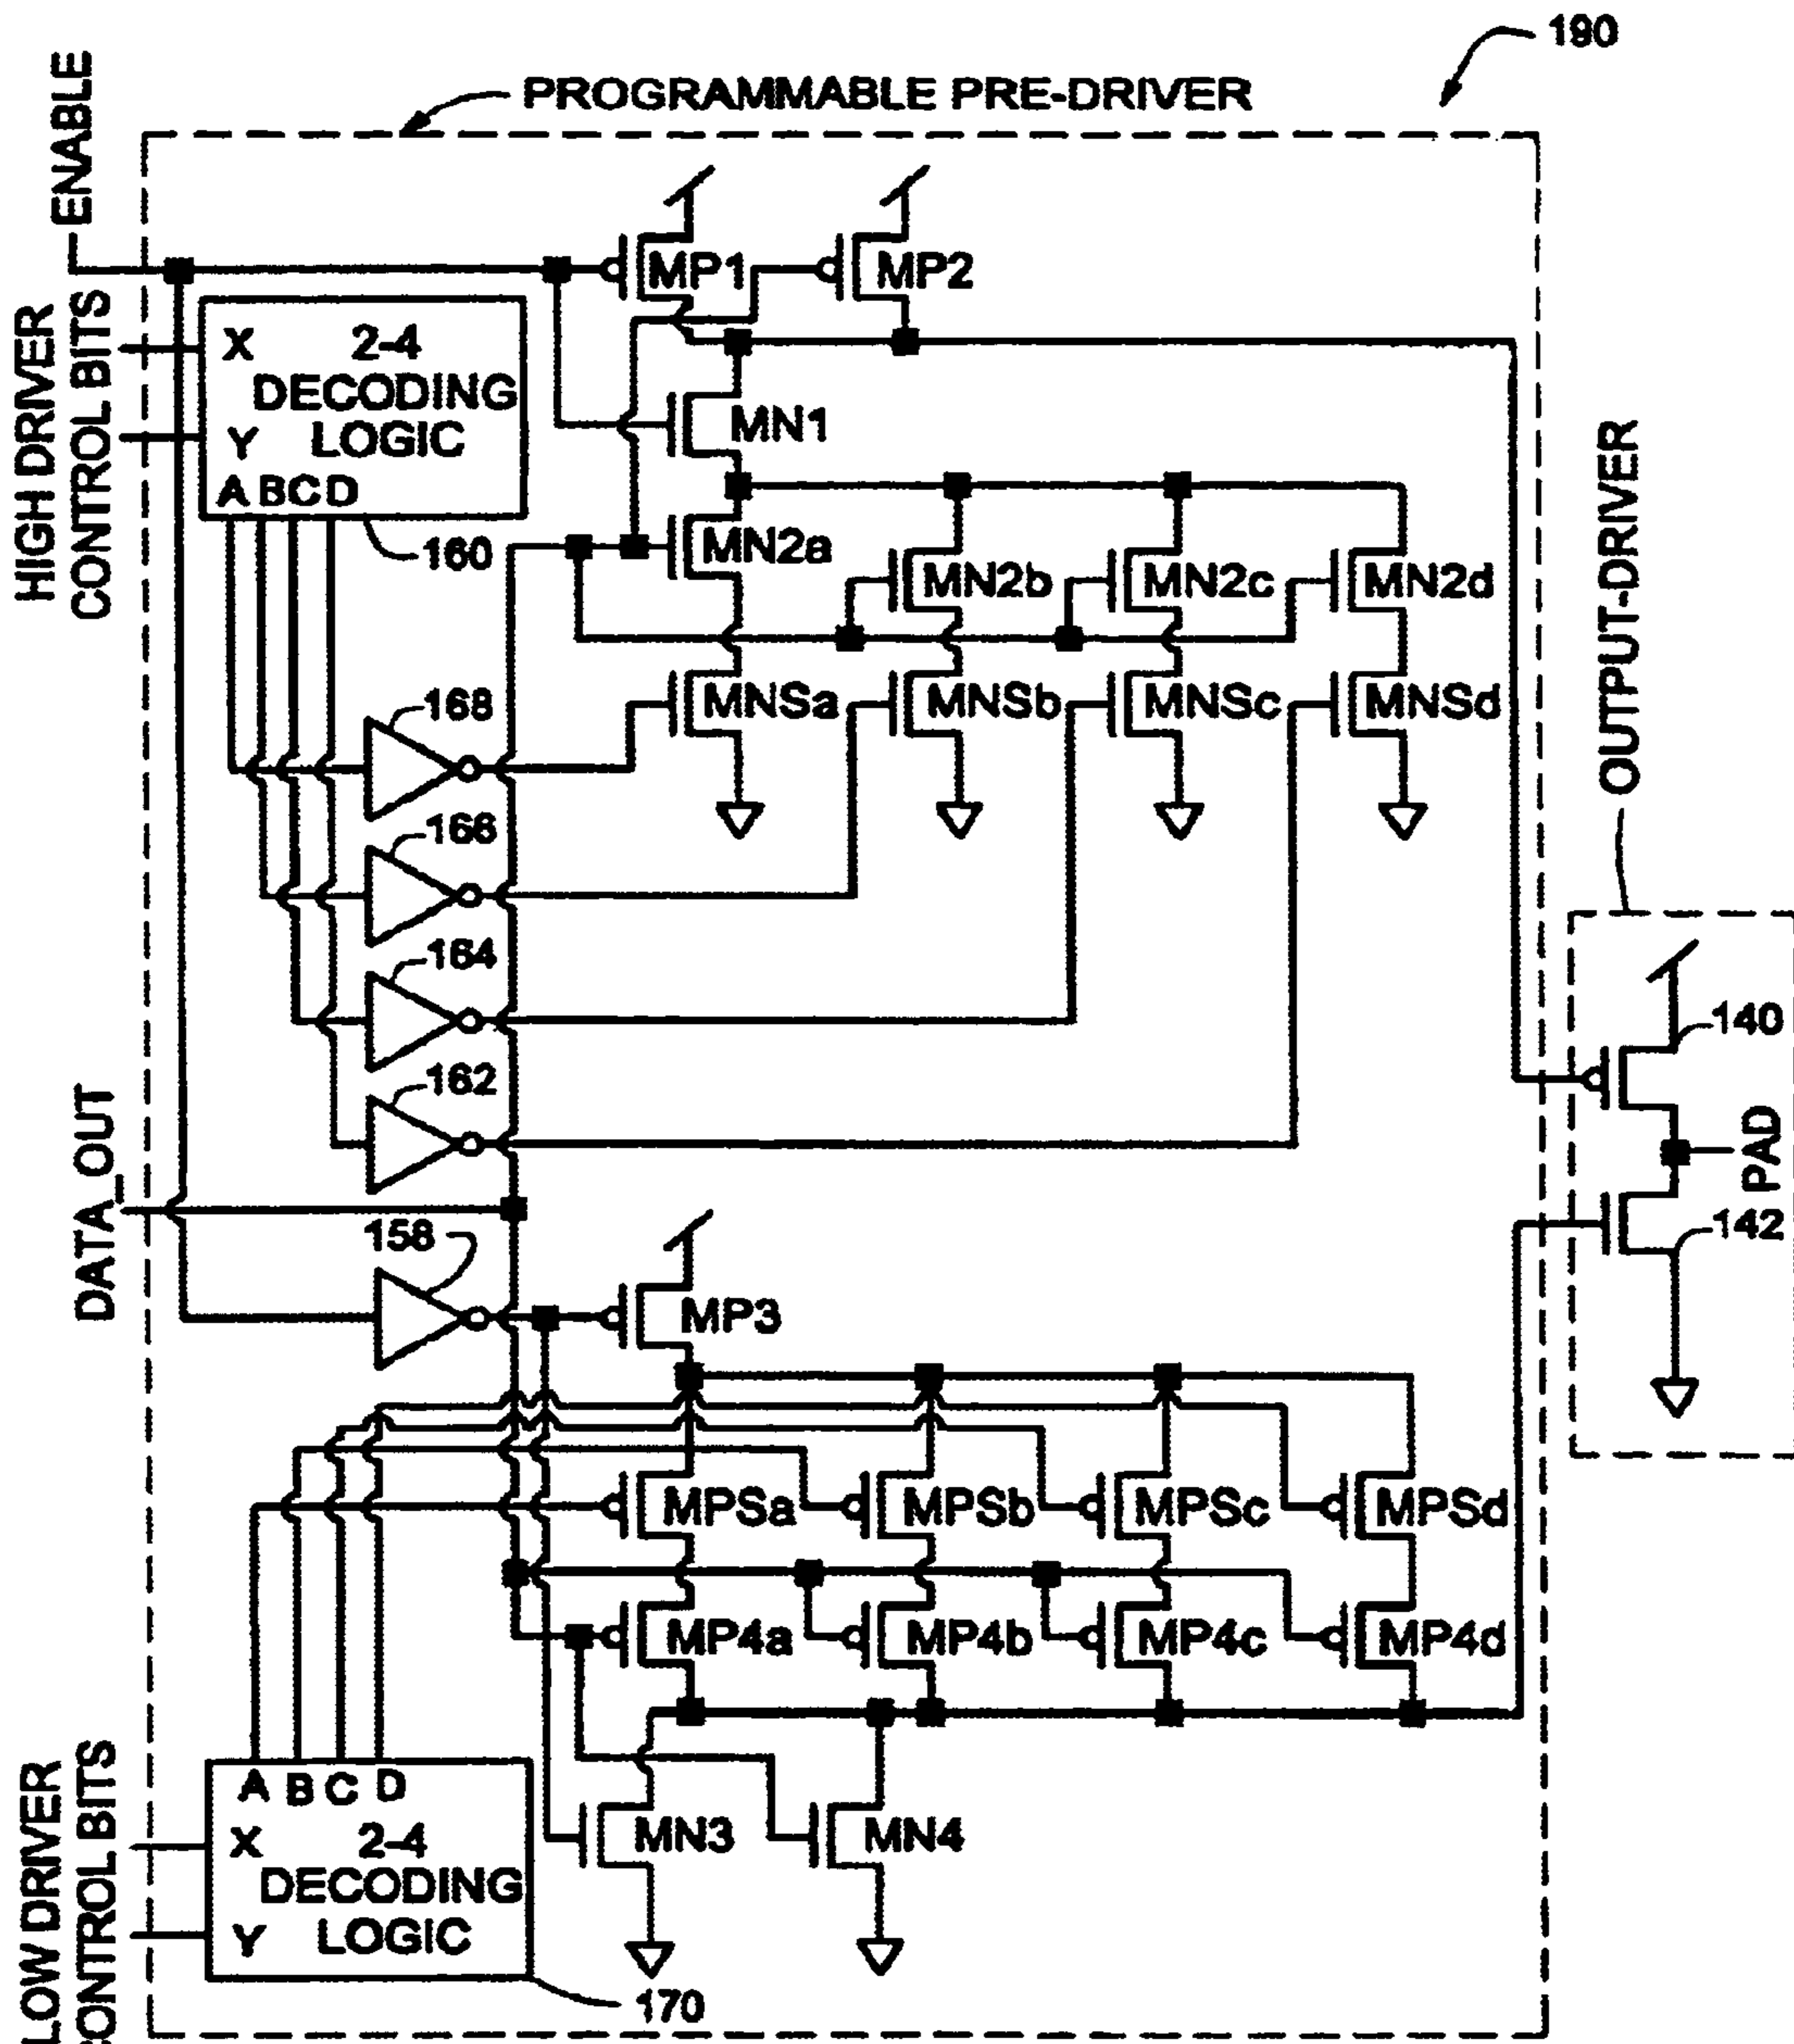 190
PROGRAMMABLE PRE-DRIVER
ENABLE
MP1
MP2
HIGH DRIVER
CONTROL BITS
X 2-4
DECODING
Y LOGIC
A B C D
160
MN1
MN2a
MN2b
MN2c
MN2d
MNSa
MNSb
MNSc
MNSd
168
166
164
162
OUTPUT-DRIVER
140
PAD
142
DATA_OUT
158
MP3
MPSa
MPSb
MPSc
MPSd
MP4a
MP4b
MP4c
MP4d
MN3
MN4
LOW DRIVER
CONTROL BITS
A B C D
X 2-4
DECODING
Y LOGIC
170